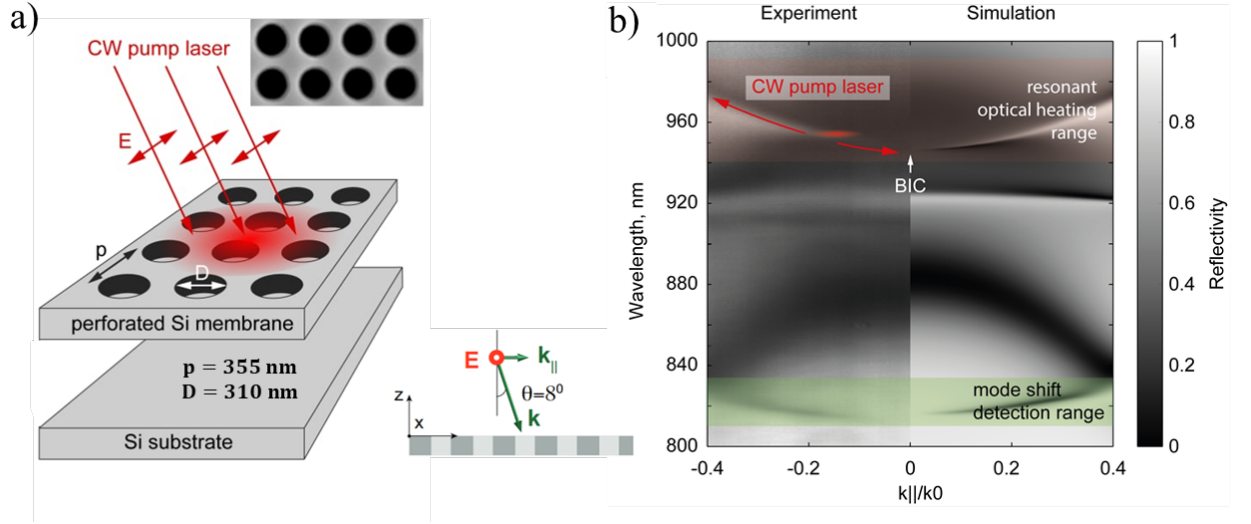 a)
CW pump laser
E
p
D
perforated Si membrane
p = 355 nm
D = 310 nm
Si substrate
E
k||
θ=8⁰
k
z
x
b)
Experiment
Simulation
1000
960
920
880
840
800
Wavelength, nm
CW pump laser
resonant
optical heating
range
BIC
mode shift
detection range
-0.4
-0.2
0
0.2
0.4
k||/k0
1
0.8
0.6
0.4
0.2
0
Reflectivity